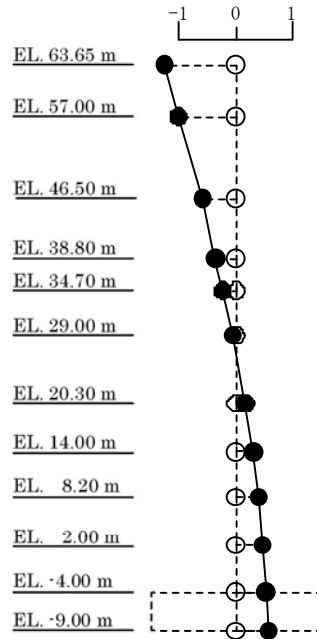 -1 0 1
EL. 63.65 m
EL. 57.00 m
EL. 46.50 m
EL. 38.80 m
EL. 34.70 m
EL. 29.00 m
EL. 20.30 m
EL. 14.00 m
EL. 8.20 m
EL. 2.00 m
EL. -4.00 m
EL. -9.00 m